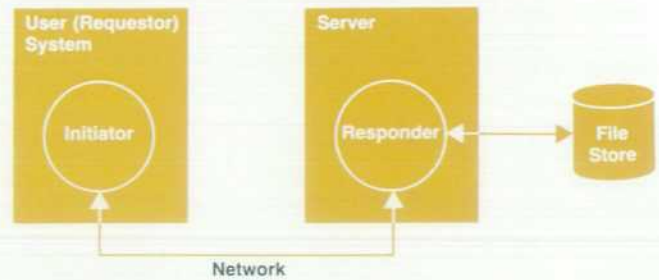 User (Requestor)
System
Initiator
Server
Responder
File
Store
Network